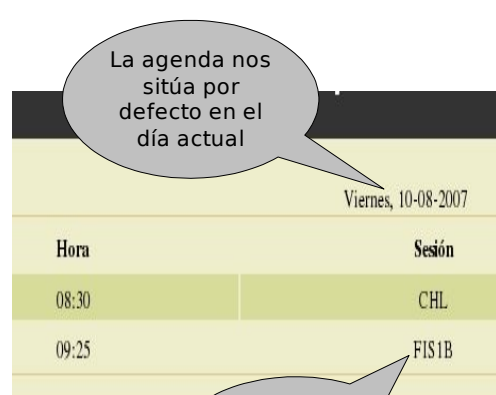 La agenda nos
sitúa por
defecto en el
día actual
Viernes, 10-08-2007
Hora Sesión
08:30 CHL
09:25 FIS1B